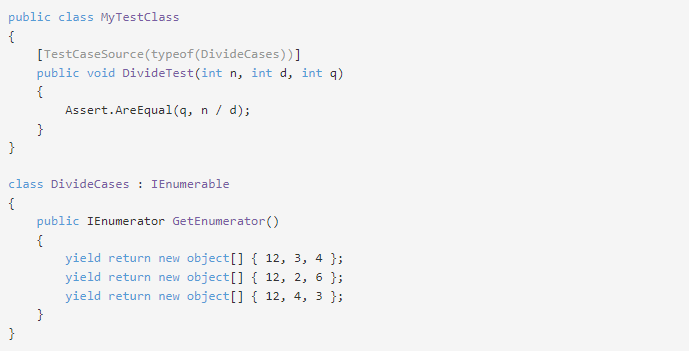 public class MyTestClass
{
    [TestCaseSource(typeof(DivideCases))]
    public void DivideTest(int n, int d, int q)
    {
        Assert.AreEqual(q, n / d);
    }
}

class DivideCases : IEnumerable
{
    public IEnumerator GetEnumerator()
    {
        yield return new object[] { 12, 3, 4 };
        yield return new object[] { 12, 2, 6 };
        yield return new object[] { 12, 4, 3 };
    }
}